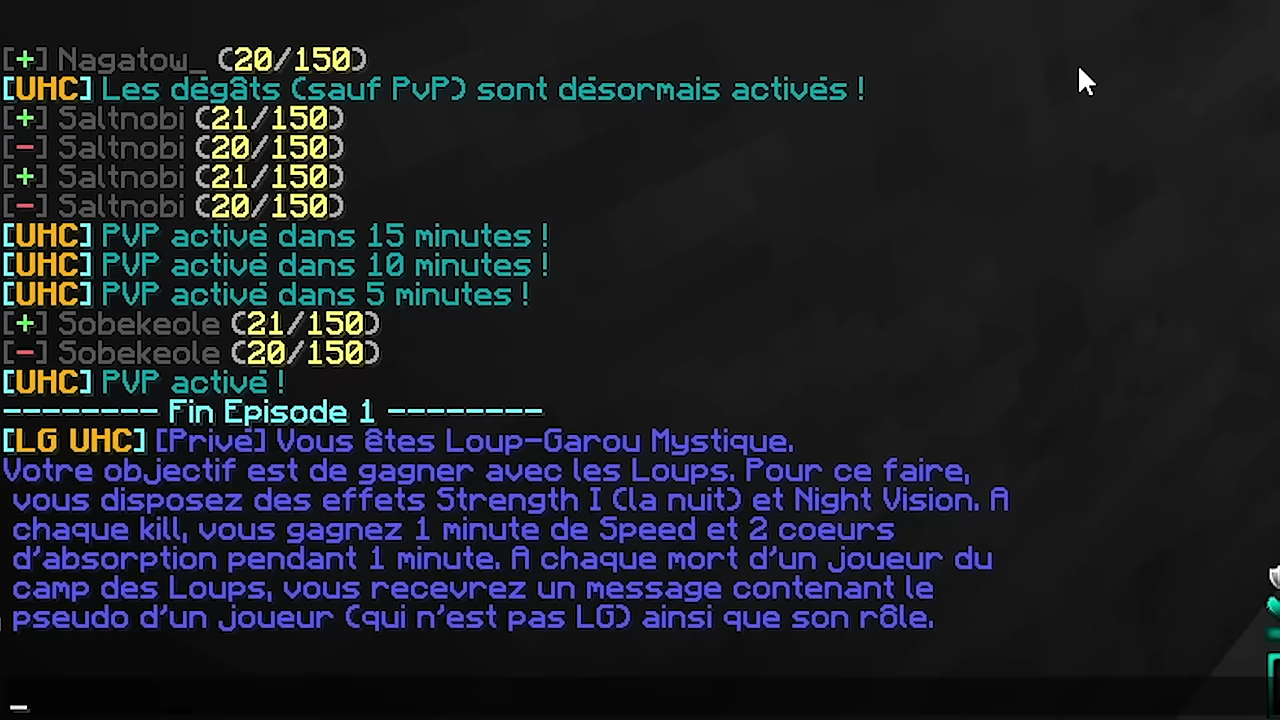 [+] Nagatow_ (20/150)
[UHC] Les dégâts (sauf PvP) sont désormais activés !
[+] Saltnobi (21/150)
[-] Saltnobi (20/150)
[+] Saltnobi (21/150)
[-] Saltnobi (20/150)
[UHC] PVP activé dans 15 minutes !
[UHC] PVP activé dans 10 minutes !
[UHC] PVP activé dans 5 minutes !
[+] Sobekeole (21/150)
[-] Sobekeole (20/150)
[UHC] PVP activé !
-------- Fin Episode 1 --------
[LG UHC] [Privé] Vous êtes Loup-Garou Mystique.
Votre objectif est de gagner avec les Loups. Pour ce faire,
vous disposez des effets Strength I (la nuit) et Night Vision. A
chaque kill, vous gagnez 1 minute de Speed et 2 coeurs
d'absorption pendant 1 minute. A chaque mort d'un joueur du
camp des Loups, vous recevrez un message contenant le
pseudo d'un joueur (qui n'est pas LG) ainsi que son rôle.
_